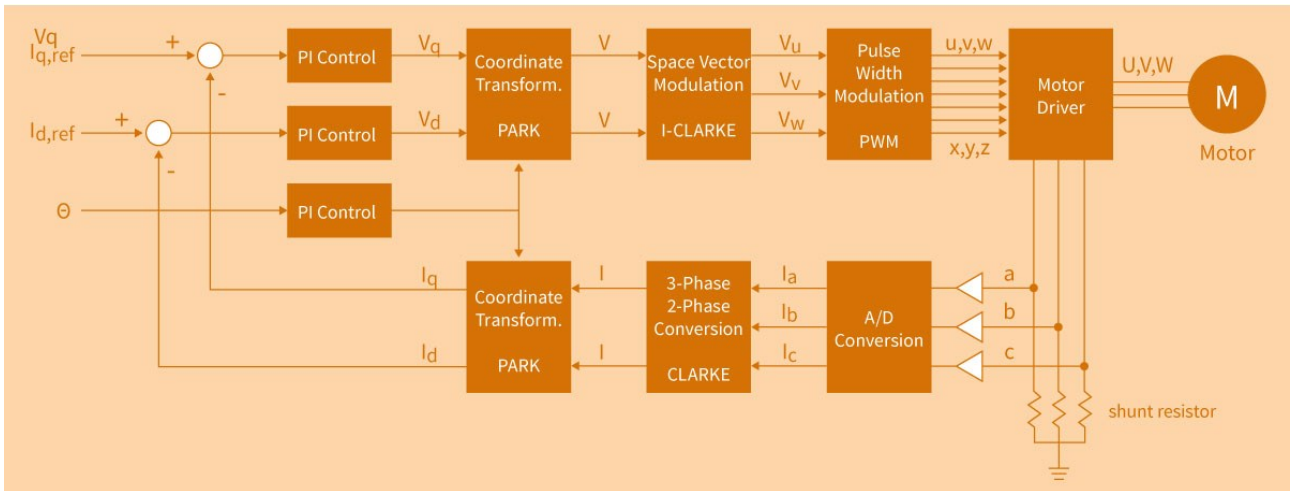 Vq
Iq,ref
+
-
PI Control
Vq
Coordinate
Transform.
PARK
V
V
Space Vector
Modulation
I-CLARKE
Vu
Vv
Vw
Pulse
Width
Modulation
PWM
u,v,w
x,y,z
Motor
Driver
U,V,W
M
Motor
Id,ref
+
-
PI Control
Vd
Θ
PI Control
Iq
Id
Coordinate
Transform.
PARK
I
I
3-Phase
2-Phase
Conversion
CLARKE
Ia
Ib
Ic
A/D
Conversion
a
b
c
shunt resistor